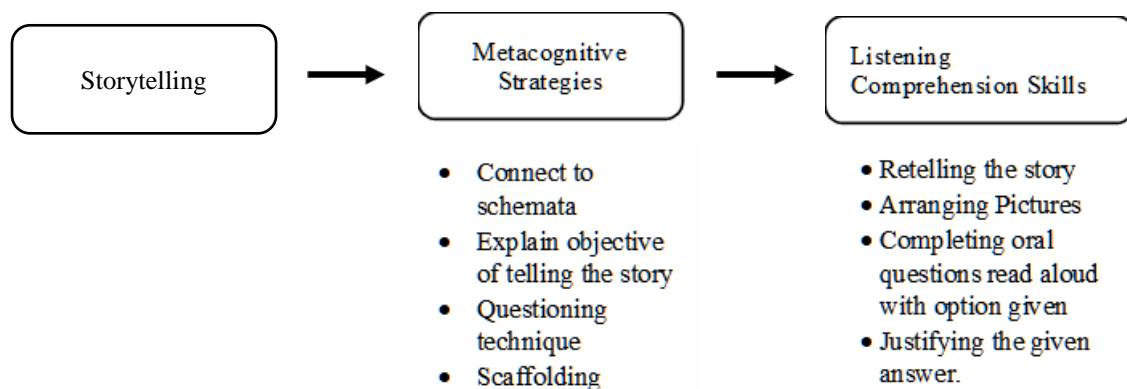 Storytelling
Metacognitive
Strategies
Listening
Comprehension Skills
• Connect to
schemata
• Explain objective
of telling the story
• Questioning
technique
• Scaffolding
• Retelling the story
• Arranging Pictures
• Completing oral
questions read aloud
with option given
• Justifying the given
answer.